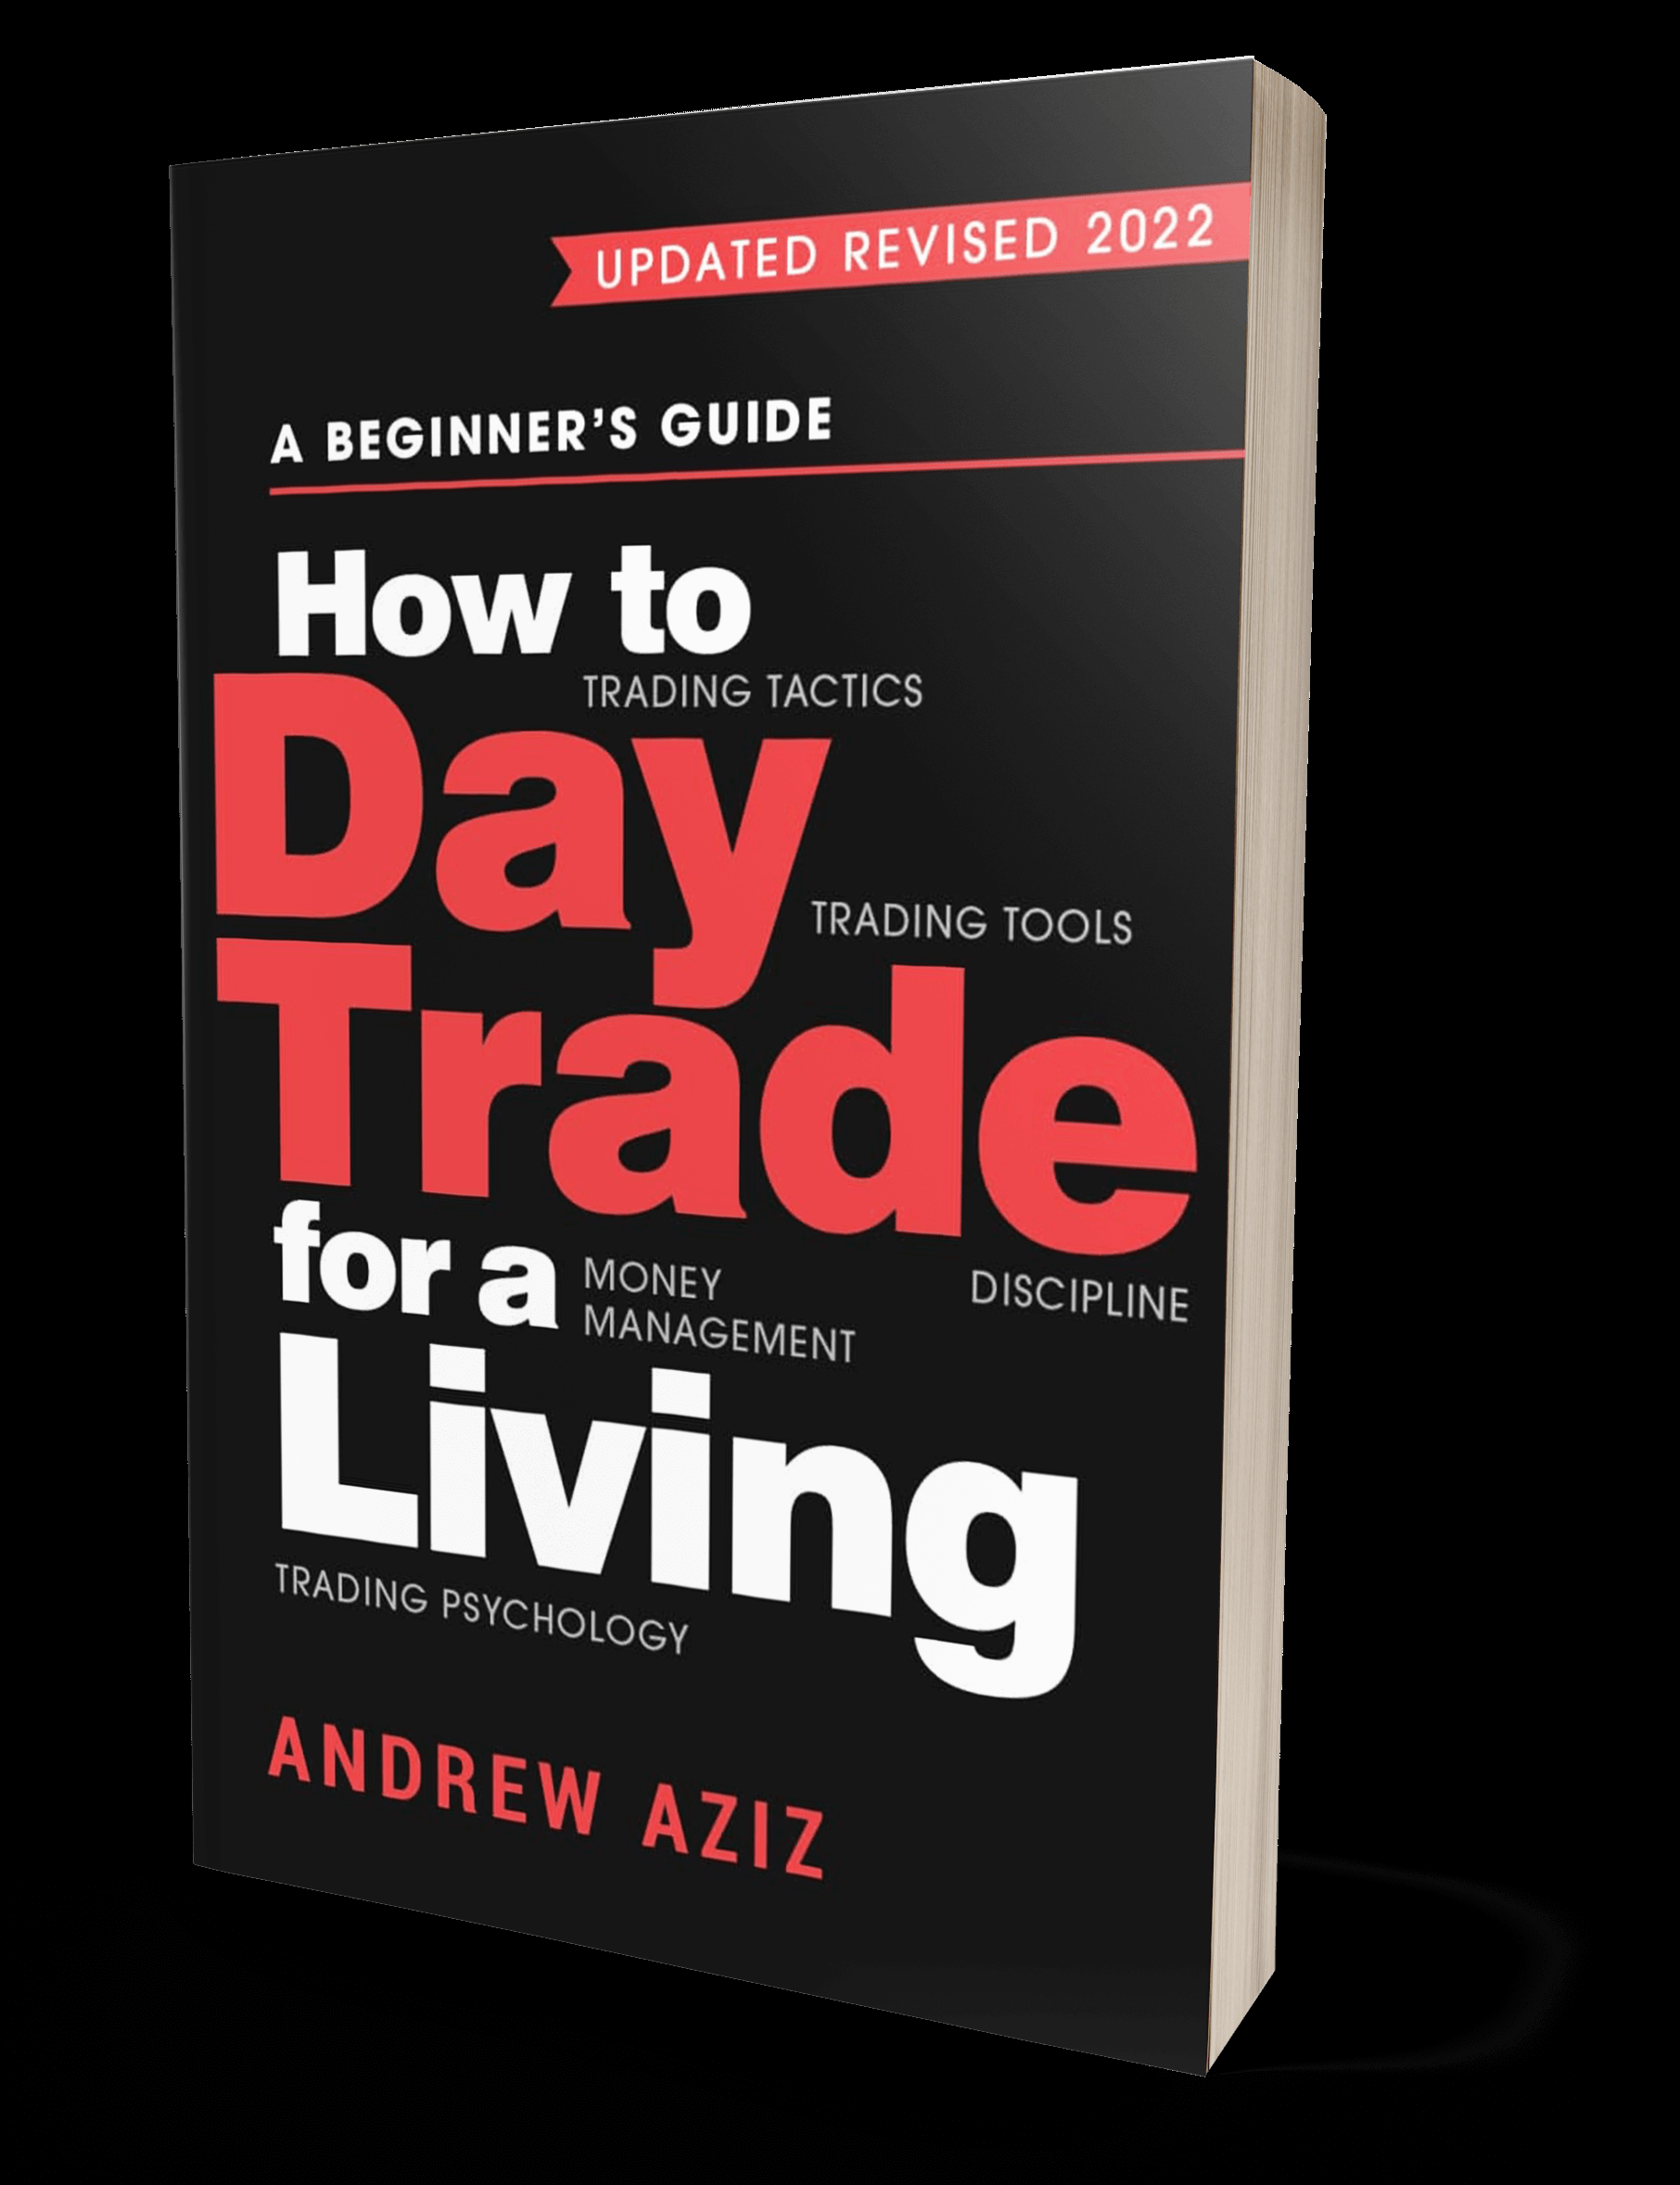 UPDATED REVISED 2022
A BEGINNER'S GUIDE
How to
TRADING TACTICS
Day
TRADING TOOLS
Trade
for a
MONEY
MANAGEMENT
DISCIPLINE
Living
TRADING PSYCHOLOGY
ANDREW AZIZ